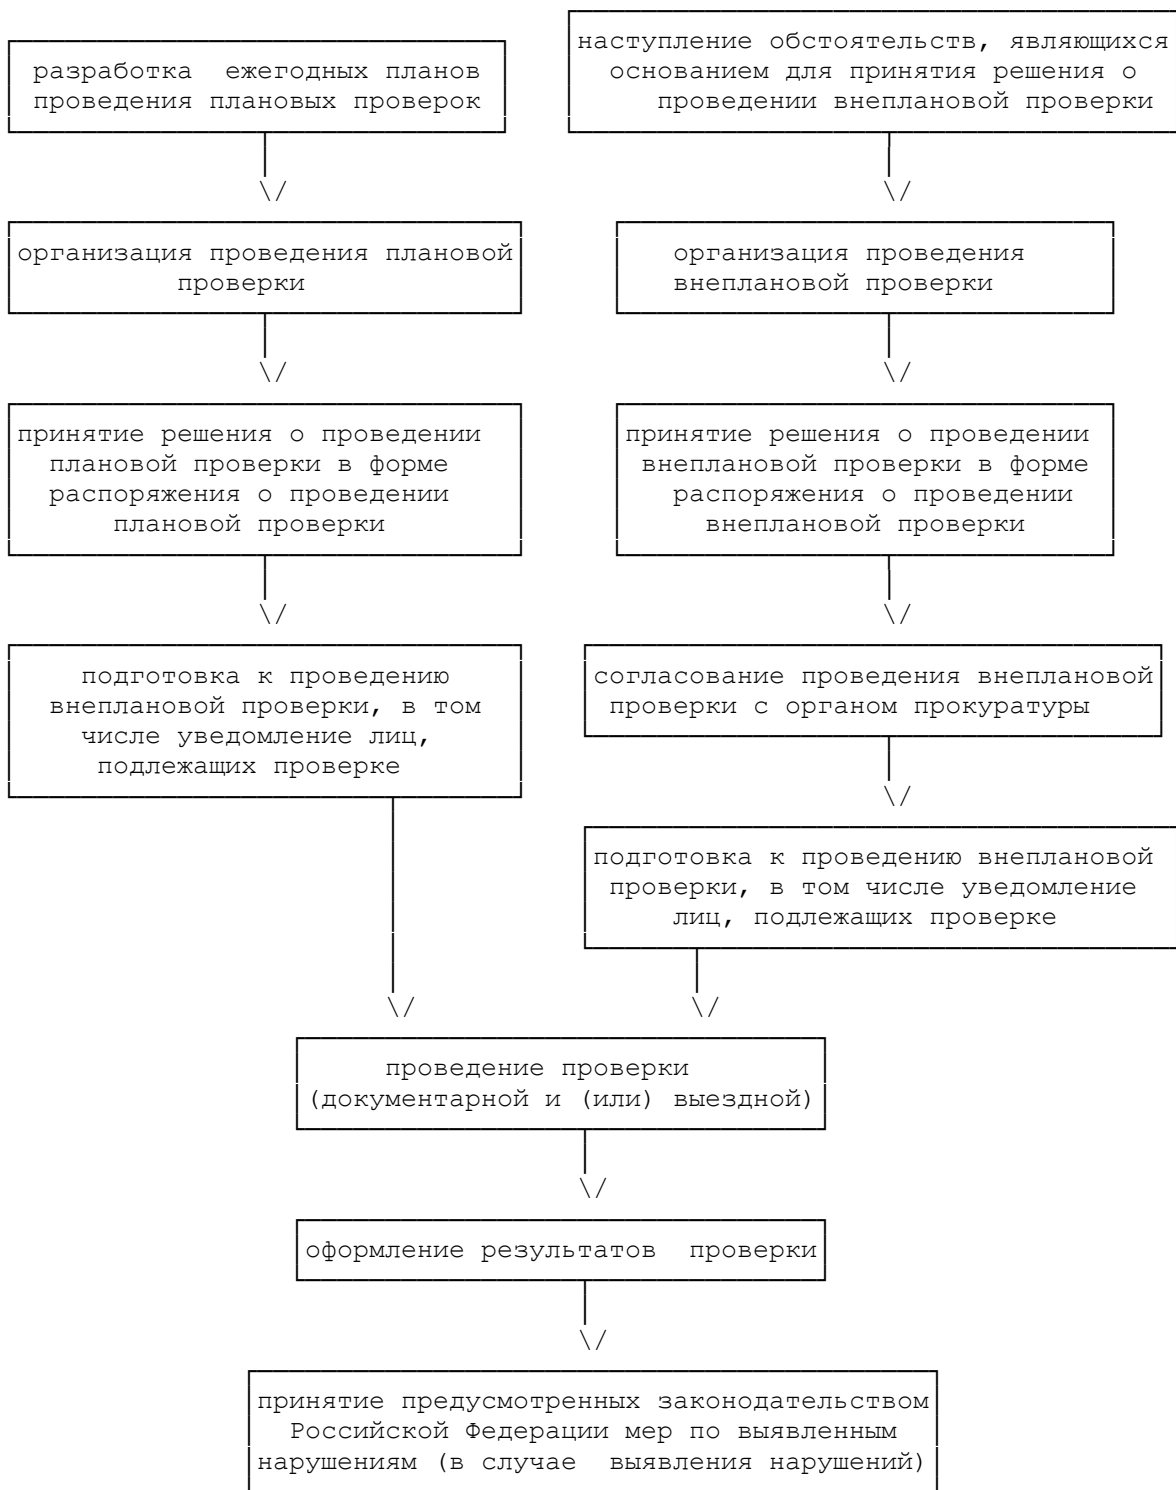 разработка ежегодных планов
проведения плановых проверок
наступление обстоятельств, являющихся
основанием для принятия решения о
проведении внеплановой проверки
\/
\/
организация проведения плановой
проверки
организация проведения
внеплановой проверки
\/
\/
принятие решения о проведении
плановой проверки в форме
распоряжения о проведении
плановой проверки
принятие решения о проведении
внеплановой проверки в форме
распоряжения о проведении
внеплановой проверки
\/
\/
подготовка к проведению
внеплановой проверки, в том
числе уведомление лиц,
подлежащих проверке
согласование проведения внеплановой
проверки с органом прокуратуры
\/
подготовка к проведению внеплановой
проверки, в том числе уведомление
лиц, подлежащих проверке
\/
\/
проведение проверки
(документарной и (или) выездной)
\/
оформление результатов проверки
\/
принятие предусмотренных законодательством
Российской Федерации мер по выявленным
нарушениям (в случае выявления нарушений)